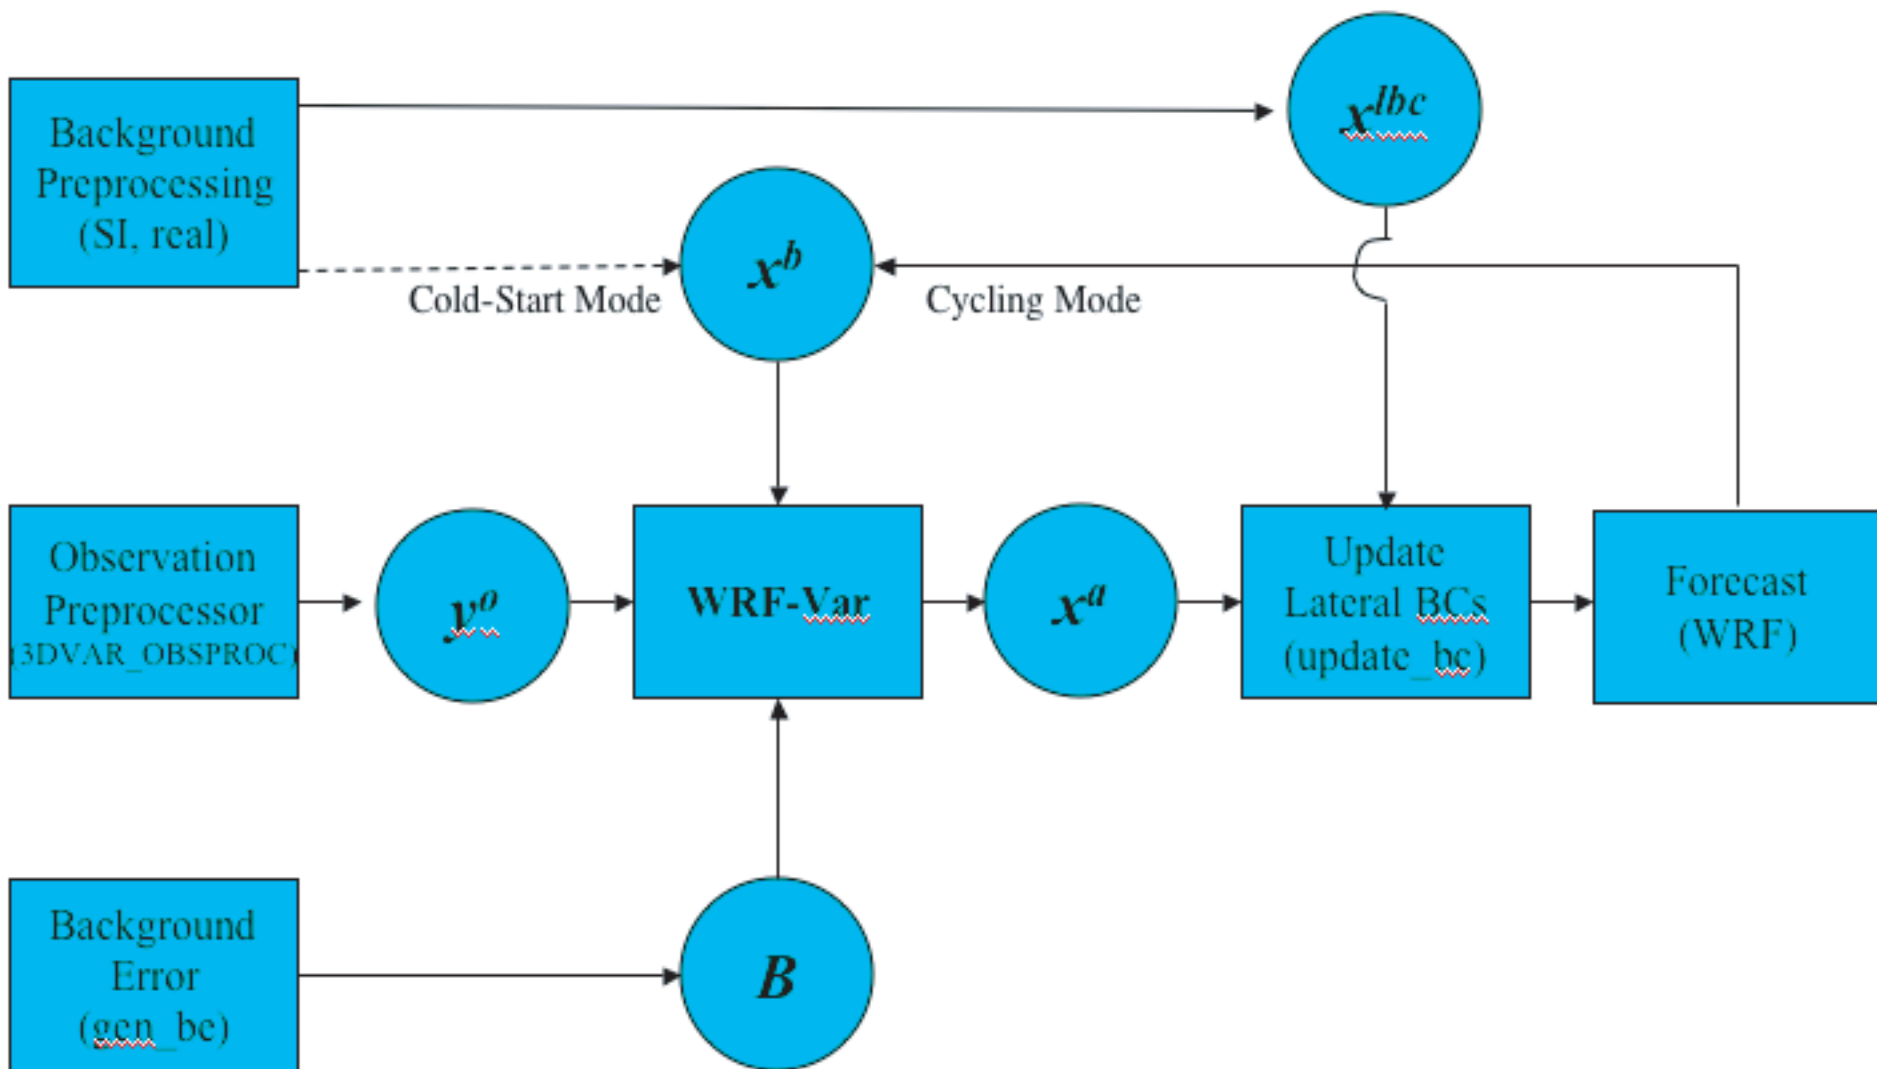 Background
Preprocessing
(SI, real)
x^lbc
x^b
Cold-Start Mode
Cycling Mode
Observation
Preprocessor
(3DVAR_OBSPROC)
y^o
WRF-Var
x^a
Update
Lateral BCs
(update_bc)
Forecast
(WRF)
Background
Error
(gen_be)
B